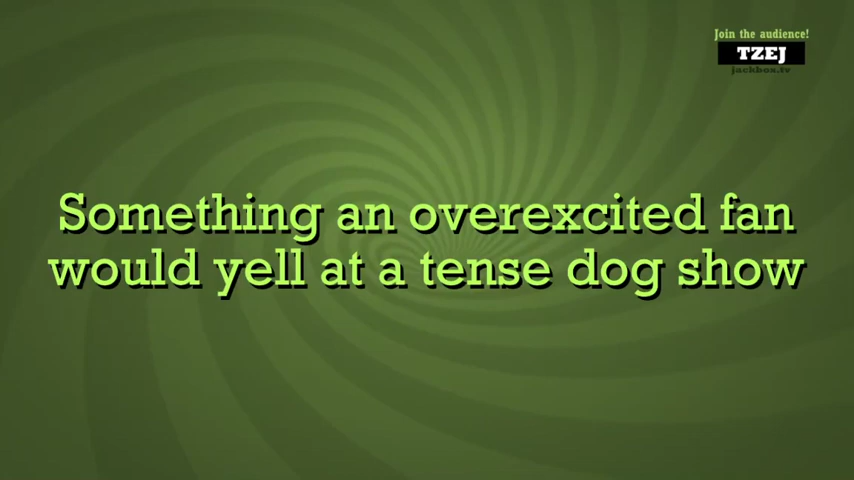 Join the audience!
TZEJ
jackbox.tv
Something an overexcited fan
would yell at a tense dog show